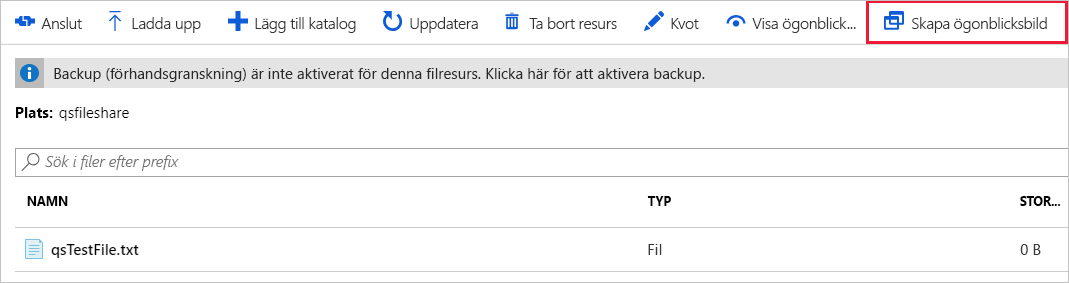 Anslut Ladda upp Lägg till katalog Uppdatera Ta bort resurs Kvot Visa ögonblick... Skapa ögonblicksbild
Backup (förhandsgranskning) är inte aktiverat för denna filresurs. Klicka här för att aktivera backup.
Plats: qsfileshare
Sök i filer efter prefix
NAMN TYP STOR...
qsTestFile.txt Fil 0 B